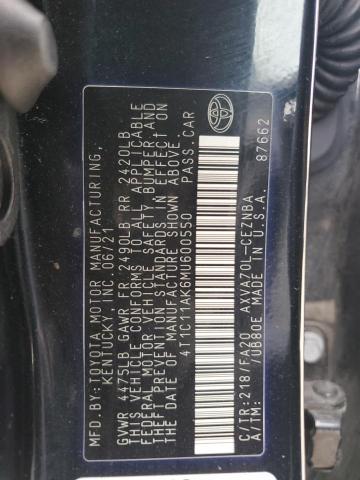 MFD.BY:TOYOTA MOTOR MANUFACTURING,
KENTUCKY, INC. 06/21
GVWR 4475LB GAWR FR 2490LB RR 2420LB
THIS VEHICLE CONFORMS TO ALL APPLICABLE
FEDERAL MOTOR VEHICLE SAFETY, BUMPER AND
THEFT PREVENTION STANDARDS IN EFFECT ON
THE DATE OF MANUFACTURE SHOWN ABOVE.
4T1C11AK6MU600550 PASS.CAR
C/TR:218/FA20 AXVA70L-CEZNBA
A/TM: /UB80E MADE IN U.S.A.
87662